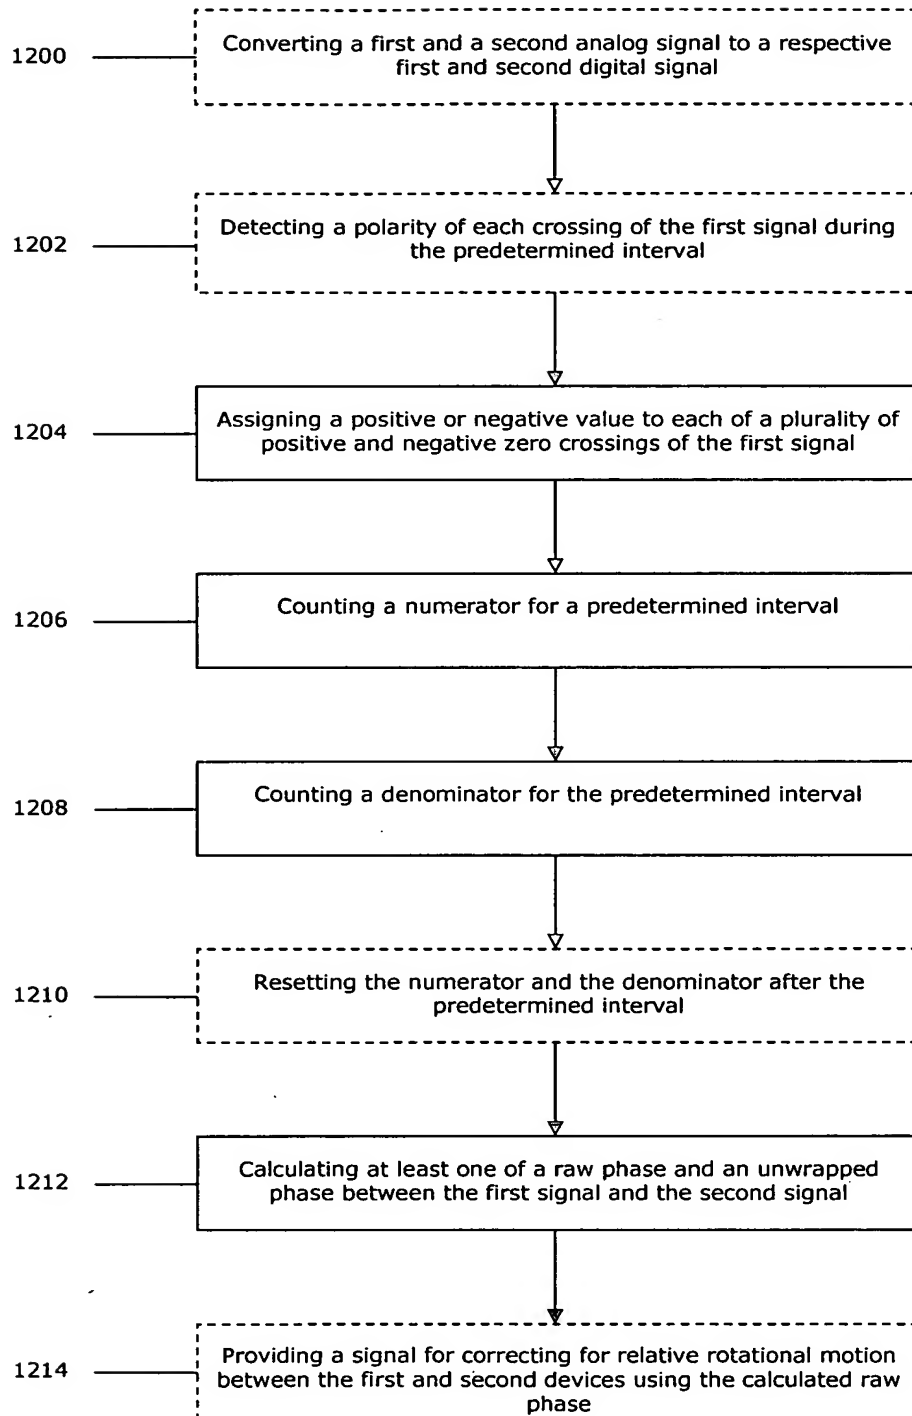 1200
Converting a first and a second analog signal to a respective
first and second digital signal
1202
Detecting a polarity of each crossing of the first signal during
the predetermined interval
1204
Assigning a positive or negative value to each of a plurality of
positive and negative zero crossings of the first signal
1206
Counting a numerator for a predetermined interval
1208
Counting a denominator for the predetermined interval
1210
Resetting the numerator and the denominator after the
predetermined interval
1212
Calculating at least one of a raw phase and an unwrapped
phase between the first signal and the second signal
1214
Providing a signal for correcting for relative rotational motion
between the first and second devices using the calculated raw
phase